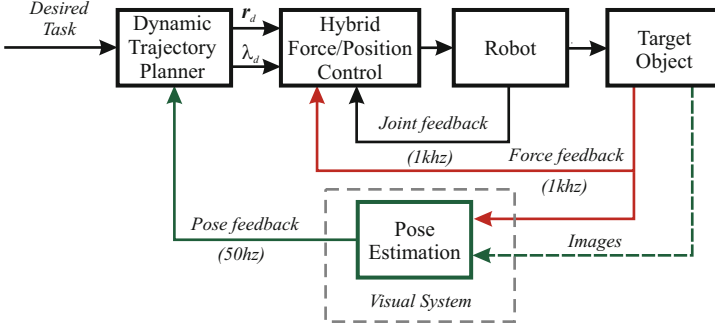 Desired
Task
Dynamic
Trajectory
Planner
r_d
λ_d
Hybrid
Force/Position
Control
Robot
Target
Object
Joint feedback
(1khz)
Force feedback
(1khz)
Pose feedback
(50hz)
Pose
Estimation
Images
Visual System